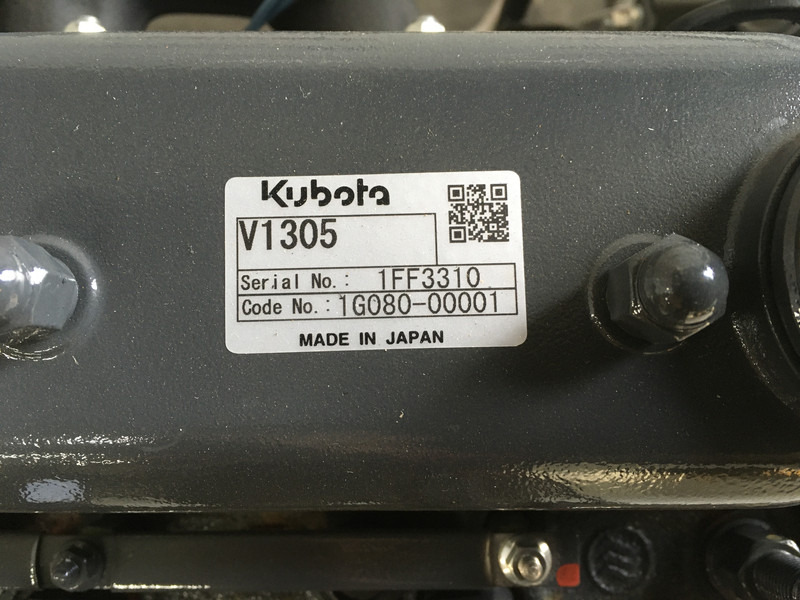 Kubota
V1305
Serial No.: 1FF3310
Code No.: 1G080-00001
MADE IN JAPAN